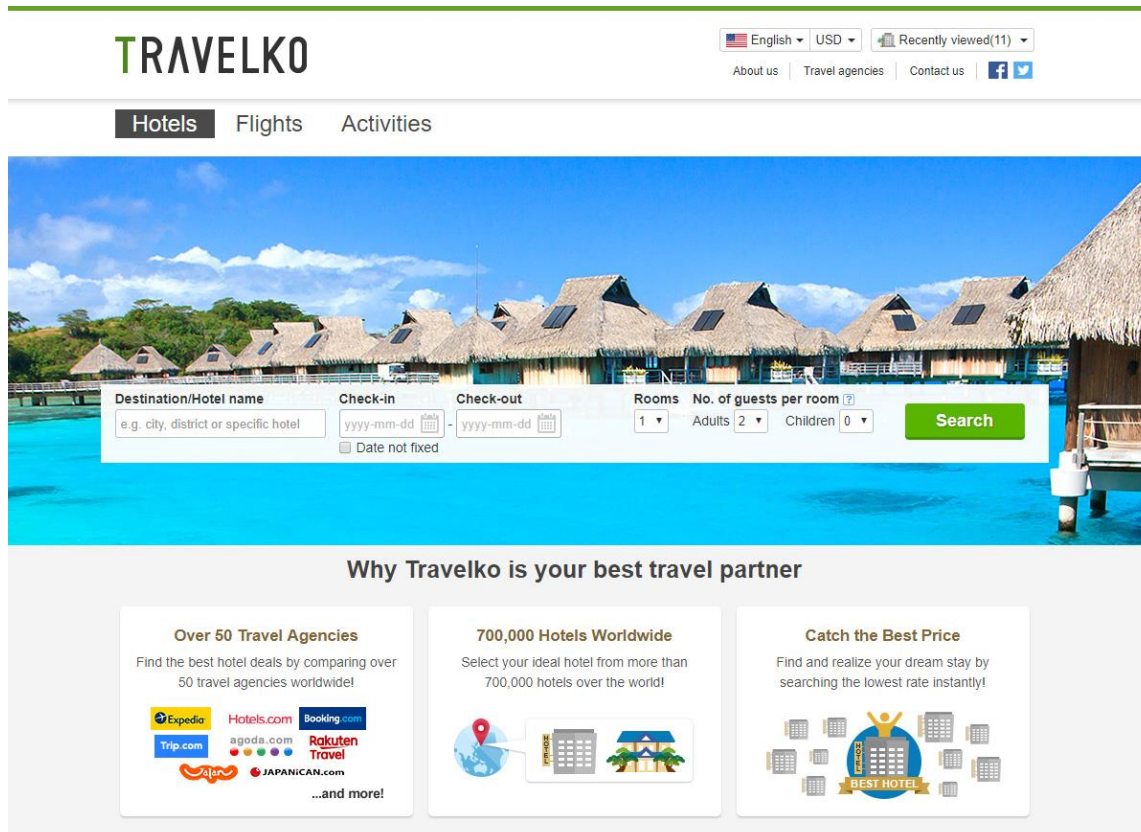 TRAVELKO
English USD Recently viewed(11)
About us Travel agencies Contact us
Hotels Flights Activities
Destination/Hotel name Check-in Check-out Rooms No. of guests per room ?
e.g. city, district or specific hotel yyyy-mm-dd - yyyy-mm-dd 1 Adults 2 Children 0 Search
Date not fixed
Why Travelko is your best travel partner
Over 50 Travel Agencies
Find the best hotel deals by comparing over
50 travel agencies worldwide!
Expedia Hotels.com Booking.com
Trip.com agoda.com Rakuten Travel
Jalan JAPANiCAN.com
...and more!
700,000 Hotels Worldwide
Select your ideal hotel from more than
700,000 hotels over the world!
HOTEL
Catch the Best Price
Find and realize your dream stay by
searching the lowest rate instantly!
HOTEL
BEST HOTEL